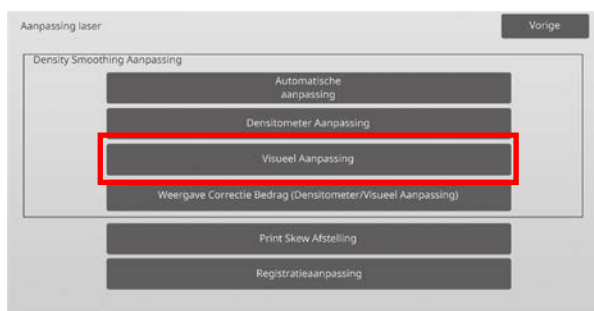 Aanpassing laser
Vorige
Density Smoothing Aanpassing
Automatische
aanpassing
Densitometer Aanpassing
Visueel Aanpassing
Weergave Correctie Bedrag (Densitometer/Visueel Aanpassing)
Print Skew Afstelling
Registratieaanpassing